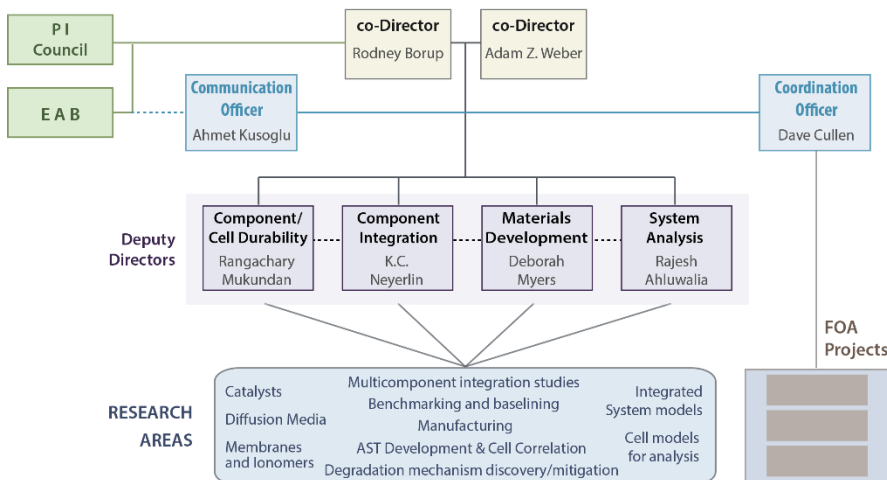 P I
Council
co-Director
Rodney Borup
co-Director
Adam Z. Weber
E A B
Communication
Officer
Ahmet Kusoglu
Coordination
Officer
Dave Cullen
Deputy
Directors
Component/
Cell Durability
Rangachary
Mukundan
Component
Integration
K.C.
Neyerlin
Materials
Development
Deborah
Myers
System
Analysis
Rajesh
Ahluwalia
FOA
Projects
RESEARCH
AREAS
Catalysts
Diffusion Media
Membranes
and Ionomers
Multicomponent integration studies
Benchmarking and baselining
Manufacturing
AST Development & Cell Correlation
Degradation mechanism discovery/mitigation
Integrated
System models
Cell models
for analysis